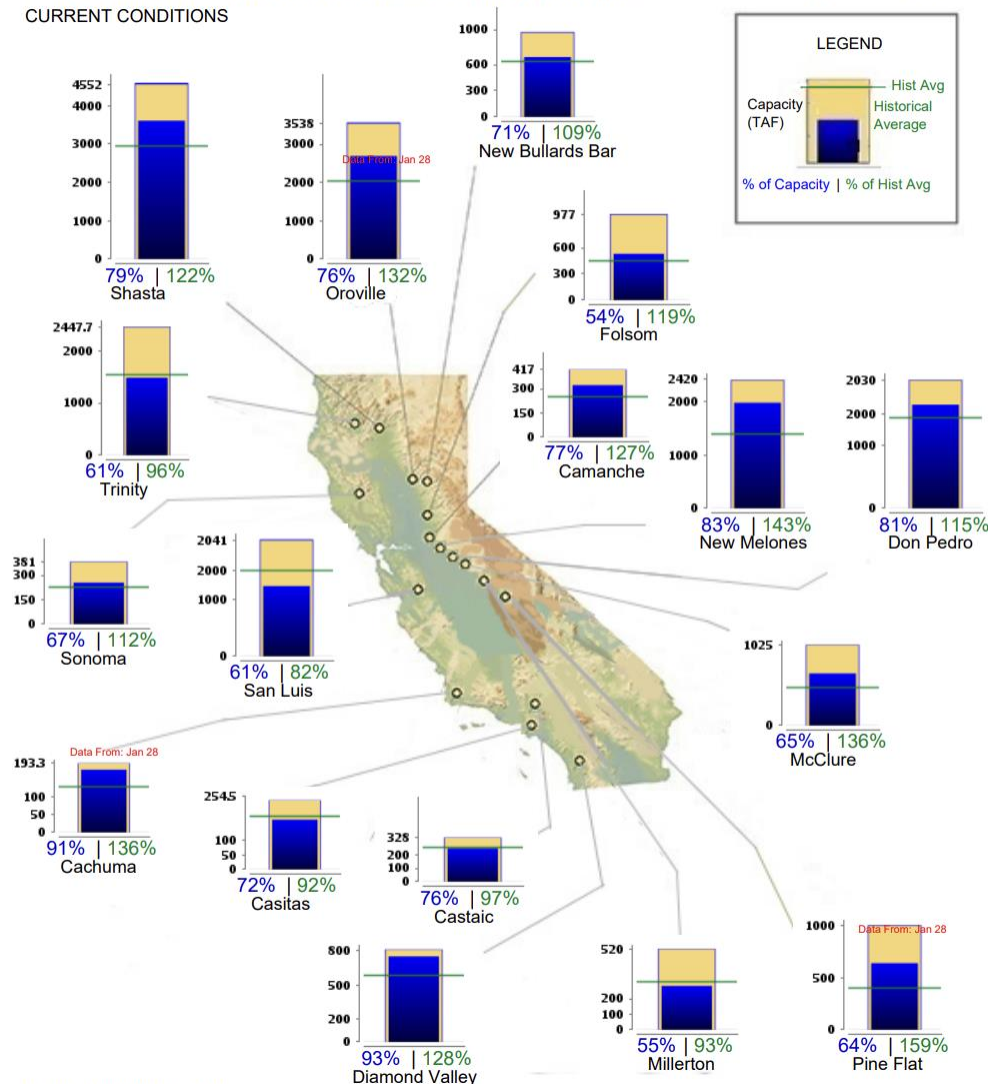 CURRENT CONDITIONS
LEGEND
Capacity
(TAF)
Hist Avg
Historical
Average
% of Capacity | % of Hist Avg
1000
600
300
0
71% | 109%
New Bullards Bar
4552
4000
3000
2000
1000
0
79% | 122%
Shasta
3538
3000
Data From: Jan 28
2000
1000
0
76% | 132%
Oroville
977
600
300
0
54% | 119%
Folsom
2447.7
2000
1000
0
61% | 96%
Trinity
417
300
150
0
77% | 127%
Camanche
2420
2000
1000
0
83% | 143%
New Melones
2030
2000
1000
0
81% | 115%
Don Pedro
381
300
150
0
67% | 112%
Sonoma
2041
2000
1000
0
61% | 82%
San Luis
1025
0
65% | 136%
McClure
Data From: Jan 28
193.3
100
50
0
91% | 136%
Cachuma
254.5
100
50
0
72% | 92%
Casitas
328
200
100
0
76% | 97%
Castaic
800
500
200
0
93% | 128%
Diamond Valley
520
200
100
0
55% | 93%
Millerton
1000
Data From: Jan 28
500
0
64% | 159%
Pine Flat